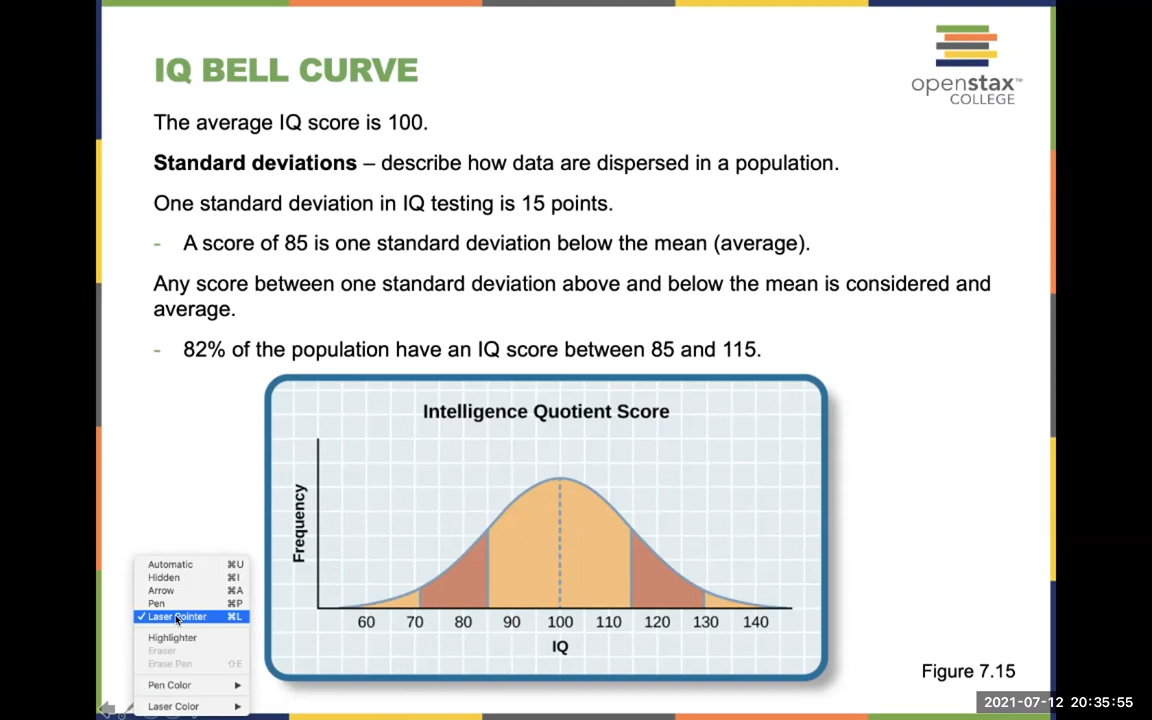 IQ BELL CURVE
openstax™
COLLEGE
The average IQ score is 100.
Standard deviations – describe how data are dispersed in a population.
One standard deviation in IQ testing is 15 points.
- A score of 85 is one standard deviation below the mean (average).
Any score between one standard deviation above and below the mean is considered and
average.
- 82% of the population have an IQ score between 85 and 115.
Intelligence Quotient Score
Frequency
60 70 80 90 100 110 120 130 140
IQ
Automatic ⌘U
Hidden ⌘I
Arrow ⌘A
Pen ⌘P
✓ Laser Pointer ⌘L
Highlighter
Eraser
Erase Pen ⇧E
Pen Color ▶
Laser Color ▶
Figure 7.15
2021-07-12 20:35:55